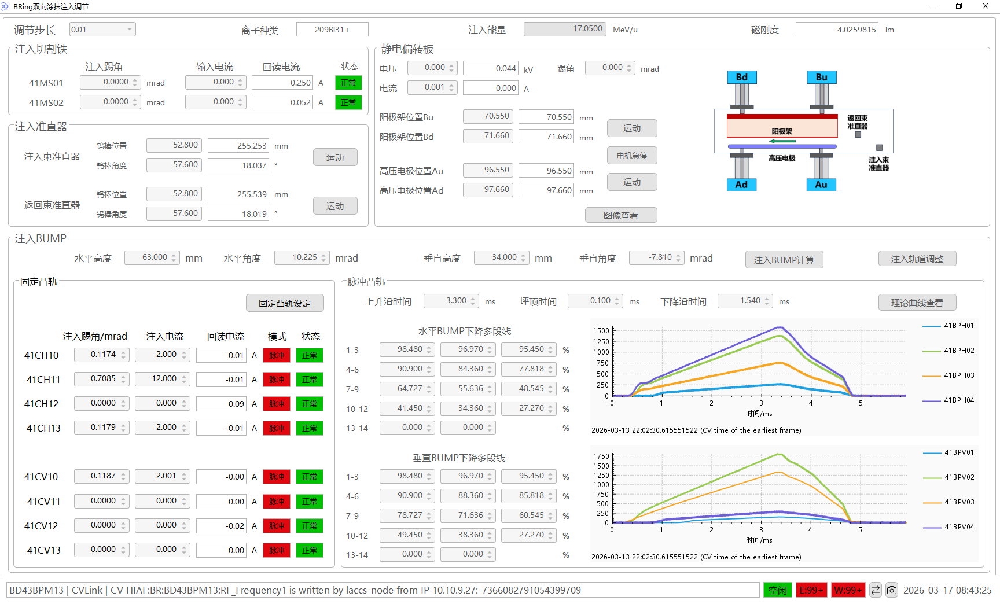 BRing双向涂抹注入调节
调节步长 0.01 离子种类 209Bi31+ 注入能量 17.0500 MeV/u 磁刚度 4.0259815 Tm
注入切割铁
注入踢角 输入电流 回读电流 状态
41MS01 0.0000 mrad 0.000 0.250 A 正常
41MS02 0.0000 mrad 0.000 0.052 A 正常
注入准直器
注入束准直器
钨棒位置 52.800 255.253 mm
钨棒角度 57.600 18.037 °
运动
返回束准直器
钨棒位置 52.800 255.539 mm
钨棒角度 57.600 18.019 °
运动
静电偏转板
电压 0.000 0.044 kV 踢角 0.000 mrad
电流 0.001 0.000 A
阳极架位置Bu 70.550 70.550 mm
阳极架位置Bd 71.660 71.660 mm
运动
电机急停
高压电极位置Au 96.550 96.550 mm
高压电极位置Ad 97.660 97.660 mm
运动
图像查看
Bd Bu
阳极架
返回束
准直器
高压电极
注入束
准直器
Ad Au
注入BUMP
水平高度 63.000 mm 水平角度 10.225 mrad 垂直高度 34.000 mm 垂直角度 -7.810 mrad 注入BUMP计算 注入轨道调整
固定凸轨
固定凸轨设定
注入踢角/mrad 注入电流 回读电流 模式 状态
41CH10 0.1174 2.000 -0.01 A 脉冲 正常
41CH11 0.7085 12.000 -0.01 A 脉冲 正常
41CH12 0.0000 0.000 0.09 A 脉冲 正常
41CH13 -0.1179 -2.000 -0.01 A 脉冲 正常
41CV10 0.1187 2.001 -0.00 A 脉冲 正常
41CV11 0.0000 0.000 0.00 A 脉冲 正常
41CV12 0.0000 0.000 -0.02 A 脉冲 正常
41CV13 0.0000 0.000 0.00 A 脉冲 正常
脉冲凸轨
上升沿时间 3.300 ms 坪顶时间 0.100 ms 下降沿时间 1.540 ms 理论曲线查看
水平BUMP下降多段线
1-3 98.480 96.970 95.450 %
4-6 90.900 84.360 77.818 %
7-9 64.727 55.636 48.545 %
10-12 41.450 34.360 27.270 %
13-14 0.000 0.000 %
1500
1250
1000
750
500
250
0
0 1 2 3 4 5
时间/ms
2026-03-13 22:02:30.615551522 (CV time of the earliest frame)
41BPH01
41BPH02
41BPH03
41BPH04
垂直BUMP下降多段线
1-3 98.480 96.970 95.450 %
4-6 90.900 88.360 85.818 %
7-9 78.727 71.636 60.545 %
10-12 49.450 38.360 27.270 %
13-14 0.000 0.000 %
1750
1500
1250
1000
750
500
250
0
0 1 2 3 4 5
时间/ms
2026-03-13 22:02:30.615551522 (CV time of the earliest frame)
41BPV01
41BPV02
41BPV03
41BPV04
BD43BPM13 | CVLink | CV HIAF:BR:BD43BPM13:RF_Frequency1 is written by laccs-node from IP 10.10.9.27:-7366082791054399709 空闲 E:99+ W:99+ 2026-03-17 08:43:25